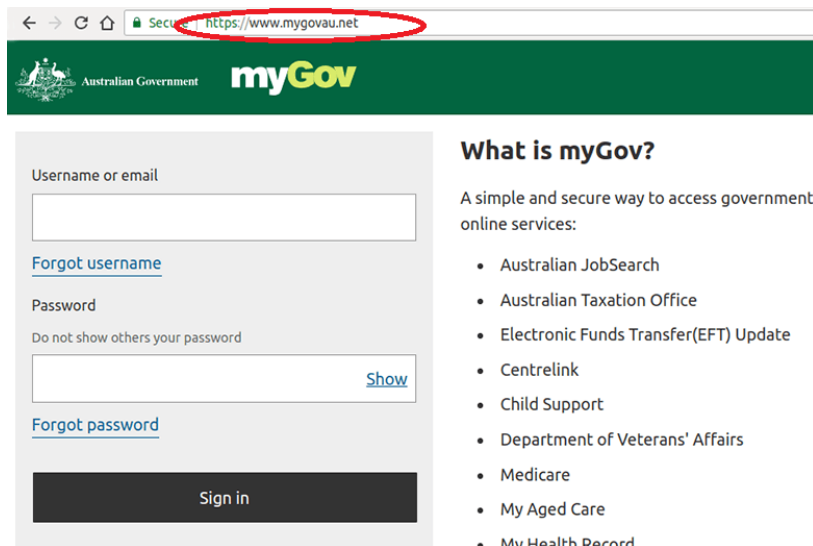 Secure https://www.mygovau.net
Australian Government
myGov
Username or email
Forgot username
Password
Do not show others your password
Show
Forgot password
Sign in
What is myGov?
A simple and secure way to access government
online services:
• Australian JobSearch
• Australian Taxation Office
• Electronic Funds Transfer(EFT) Update
• Centrelink
• Child Support
• Department of Veterans' Affairs
• Medicare
• My Aged Care
• My Health Record